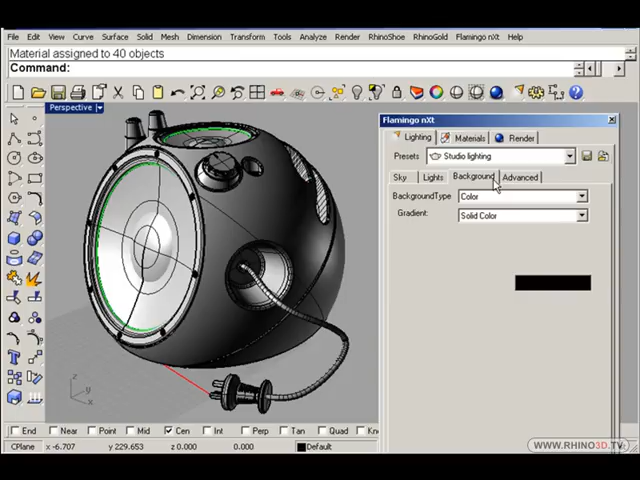 File Edit View Curve Surface Solid Mesh Dimension Transform Tools Analyze Render RhinoShoe RhinoGold Flamingo nXt Help
Material assigned to 40 objects
Command:
Perspective
Flamingo nXt
Lighting Materials Render
Presets Studio lighting
Sky Lights Background Advanced
BackgroundType Color
Gradient: Solid Color
z y x
End Near Point Mid Cen Int Perp Tan Quad Kn
CPlane x -6.707 y 229.653 z 0.000 0.000 Default
WWW.RHINO3D.TV